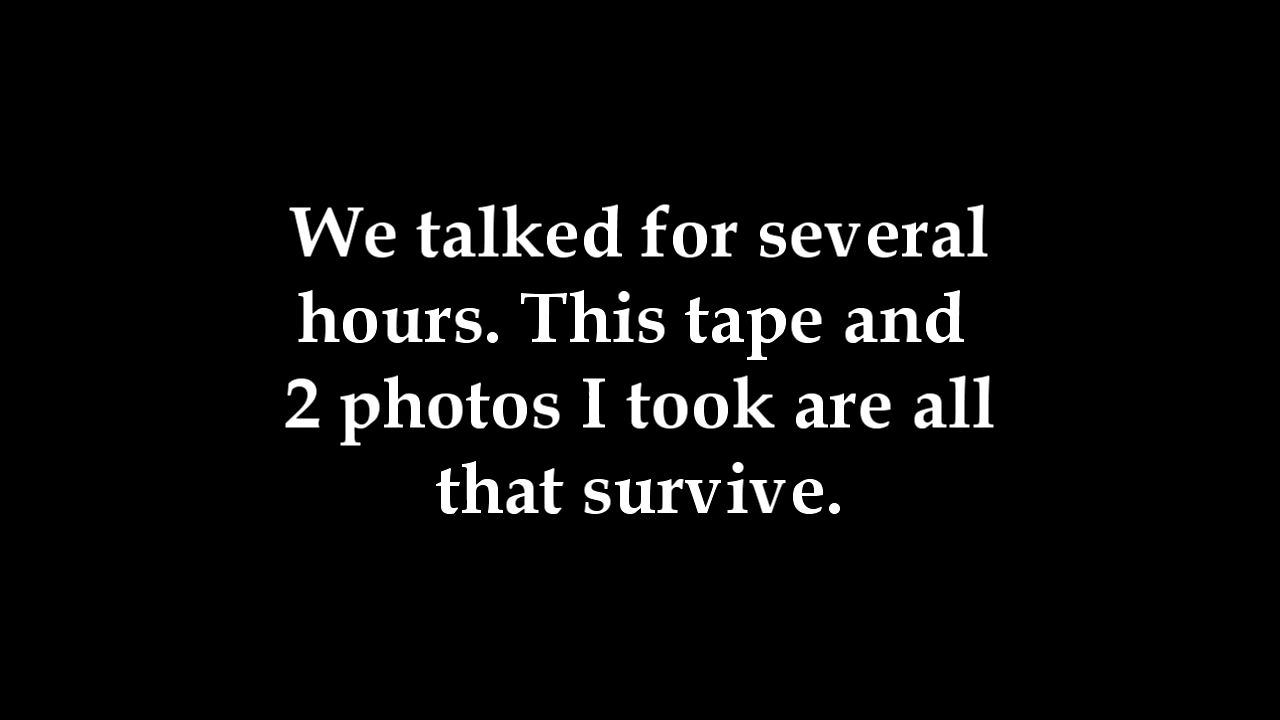 We talked for several
hours. This tape and
2 photos I took are all
that survive.